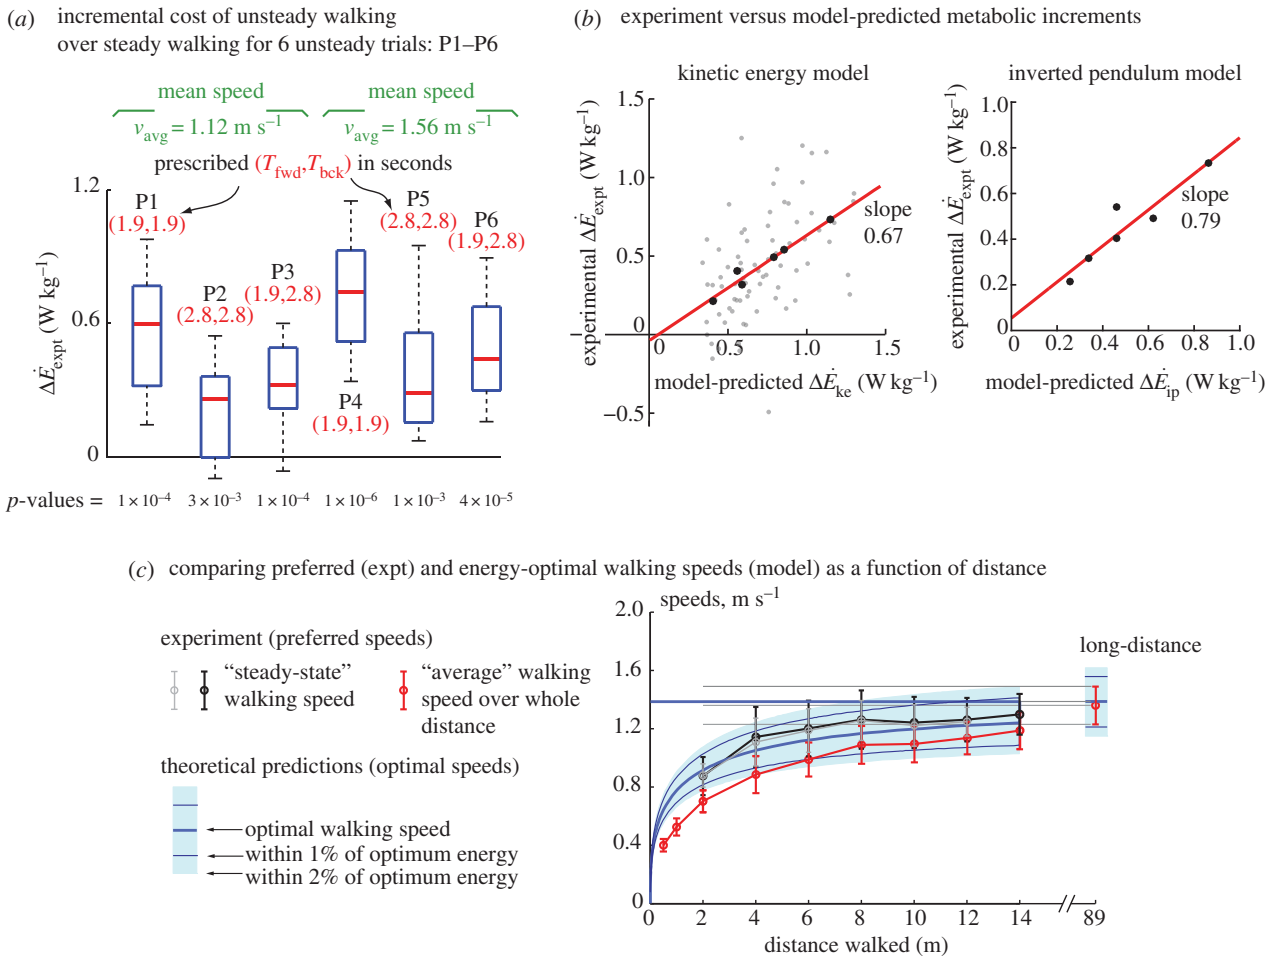 (a) incremental cost of unsteady walking
over steady walking for 6 unsteady trials: P1–P6
mean speed
v_avg = 1.12 m s⁻¹
mean speed
v_avg = 1.56 m s⁻¹
prescribed (T_fwd,T_bck) in seconds
1.2
0.6
0
ΔĖ_expt (W kg⁻¹)
P1
(1.9,1.9)
P2
(2.8,2.8)
P3
(1.9,2.8)
P4
(1.9,1.9)
P5
(2.8,2.8)
P6
(1.9,2.8)
p-values = 1 × 10⁻⁴ 3 × 10⁻³ 1 × 10⁻⁴ 1 × 10⁻⁶ 1 × 10⁻³ 4 × 10⁻⁵
(b) experiment versus model-predicted metabolic increments
kinetic energy model
experimental ΔĖ_expt (W kg⁻¹)
1.5
1.0
0.5
0
−0.5
slope
0.67
0 0.5 1.0 1.5
model-predicted ΔĖ_ke (W kg⁻¹)
inverted pendulum model
experimental ΔĖ_expt (W kg⁻¹)
1.0
0.8
0.6
0.4
0.2
0
slope
0.79
0 0.2 0.4 0.6 0.8 1.0
model-predicted ΔĖ_ip (W kg⁻¹)
(c) comparing preferred (expt) and energy-optimal walking speeds (model) as a function of distance
experiment (preferred speeds)
“steady-state”
walking speed
“average” walking
speed over whole
distance
theoretical predictions (optimal speeds)
optimal walking speed
within 1% of optimum energy
within 2% of optimum energy
speeds, m s⁻¹
2.0
1.6
1.2
0.8
0.4
0
long-distance
0 2 4 6 8 10 12 14 89
distance walked (m)